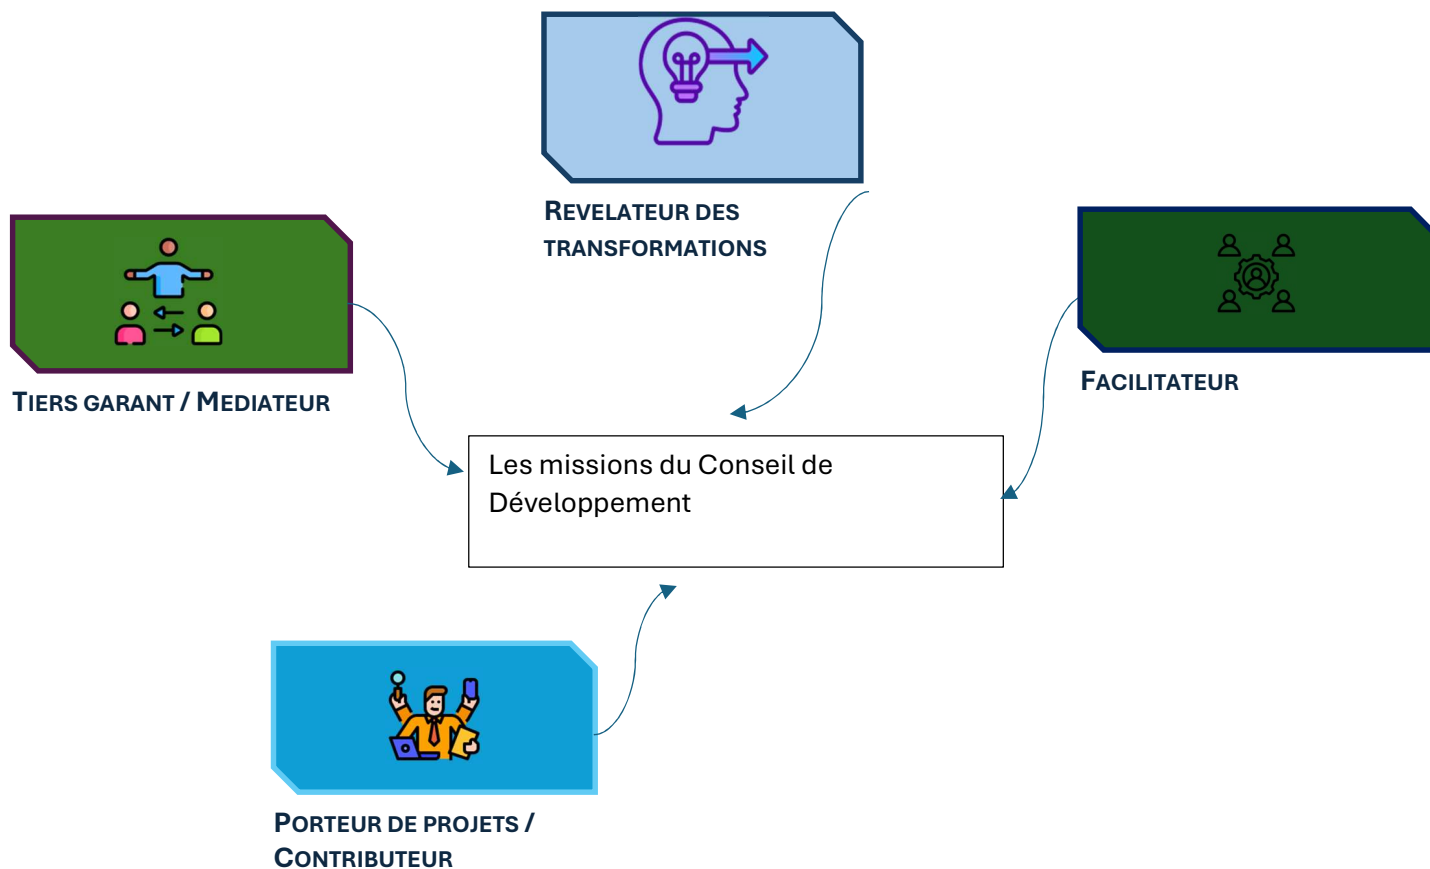 REVELATEUR DES
TRANSFORMATIONS
TIERS GARANT / MEDIATEUR
FACILITATEUR
Les missions du Conseil de
Développement
PORTEUR DE PROJETS /
CONTRIBUTEUR